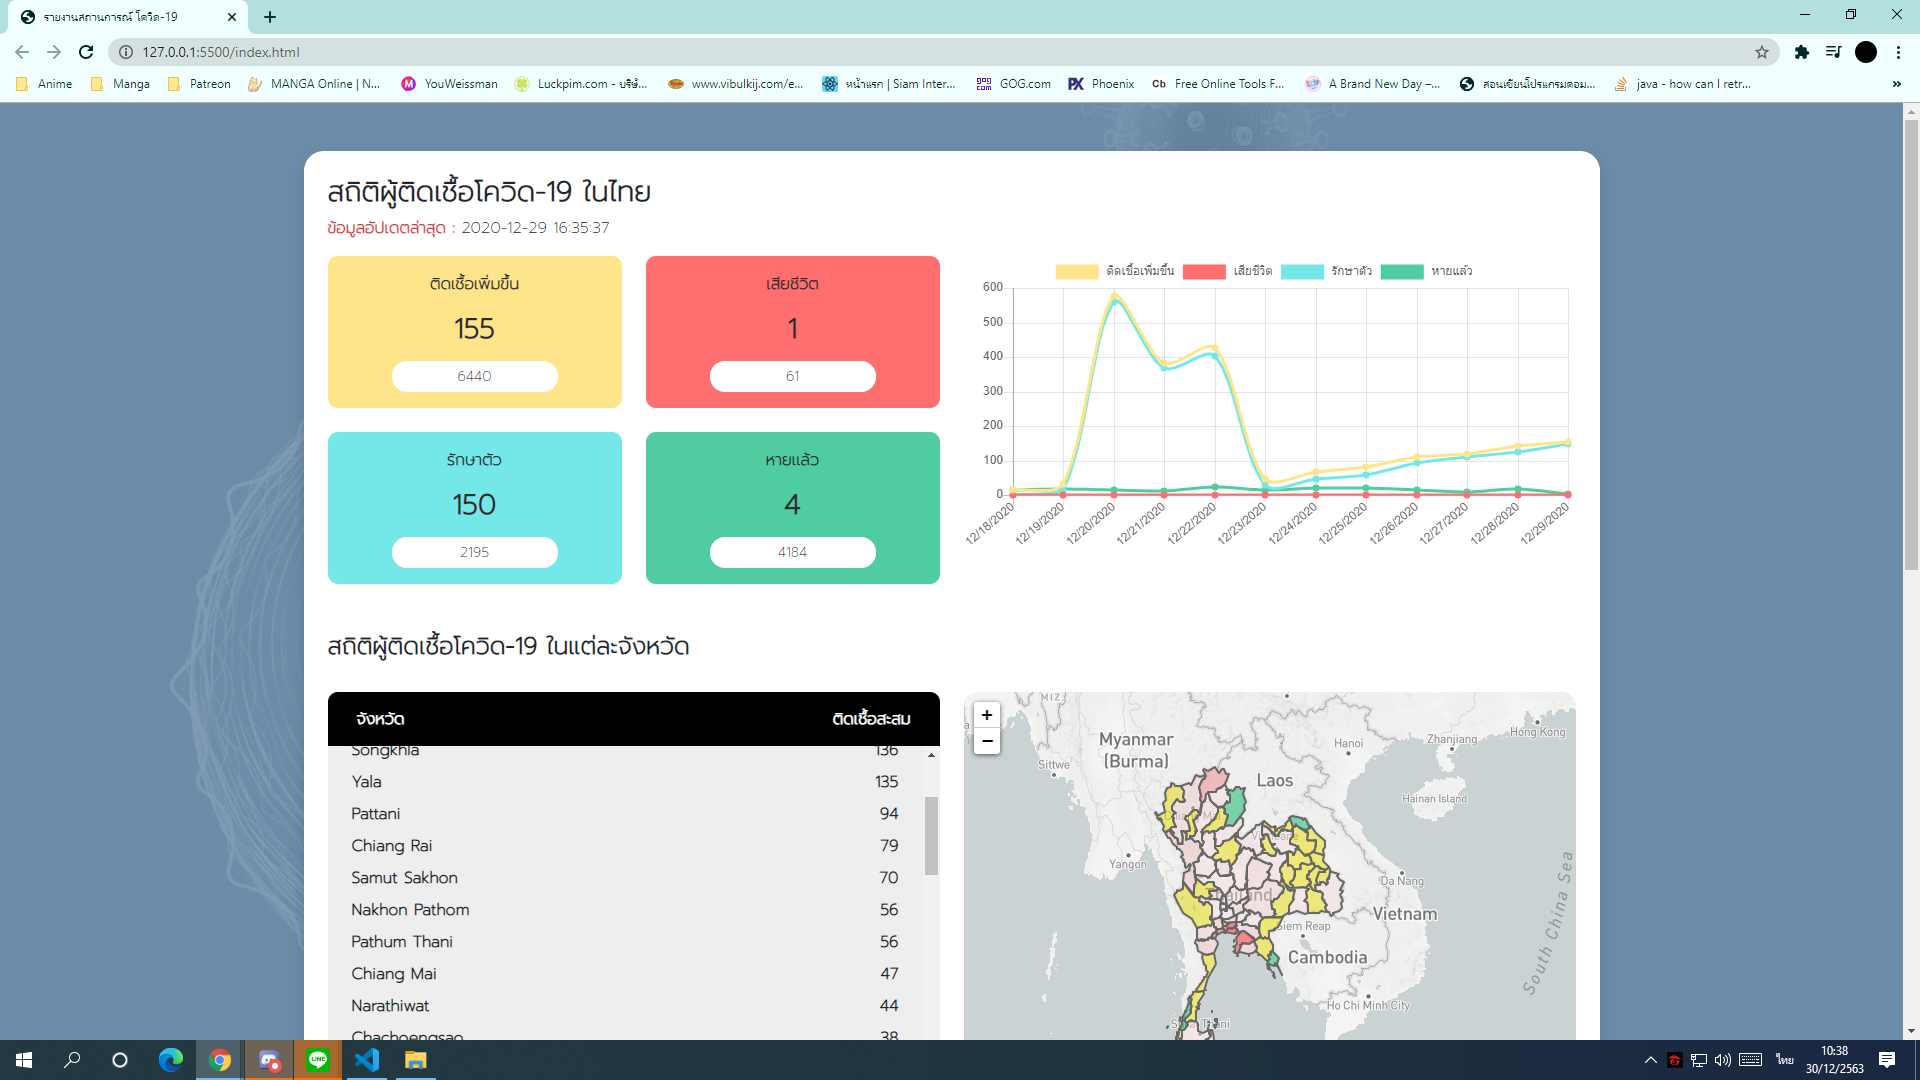 รายงานสถานการณ์ โควิด-19
127.0.0.1:5500/index.html
Anime
Manga
Patreon
MANGA Online | N...
YouWeissman
Luckpim.com - บริษั...
www.vibulkij.com/e...
หน้าแรก | Siam Inter...
GOG.com
Phoenix
Free Online Tools F...
A Brand New Day –...
สอนเขียนโปรแกรมคอม...
java - how can I retr...
สถิติผู้ติดเชื้อโควิด-19 ในไทย
ข้อมูลอัปเดตล่าสุด : 2020-12-29 16:35:37
ติดเชื้อเพิ่มขึ้น
155
6440
เสียชีวิต
1
61
รักษาตัว
150
2195
หายแล้ว
4
4184
ติดเชื้อเพิ่มขึ้น เสียชีวิต รักษาตัว หายแล้ว
600
500
400
300
200
100
0
12/18/2020
12/19/2020
12/20/2020
12/21/2020
12/22/2020
12/23/2020
12/24/2020
12/25/2020
12/26/2020
12/27/2020
12/28/2020
12/29/2020
สถิติผู้ติดเชื้อโควิด-19 ในแต่ละจังหวัด
จังหวัด ติดเชื้อสะสม
Songkhla 136
Yala 135
Pattani 94
Chiang Rai 79
Samut Sakhon 70
Nakhon Pathom 56
Pathum Thani 56
Chiang Mai 47
Narathiwat 44
Chachoengsao 38
+
−
MIZ.
Myanmar
(Burma)
Sittwe
Yangon
Laos
Hanoi
Zhanjiang
Hong Kong
Hainan Island
Da Nang
Vietnam
Thailand
Siem Reap
Cambodia
Ho Chi Minh City
South China Sea
ไทย
10:38
30/12/2563